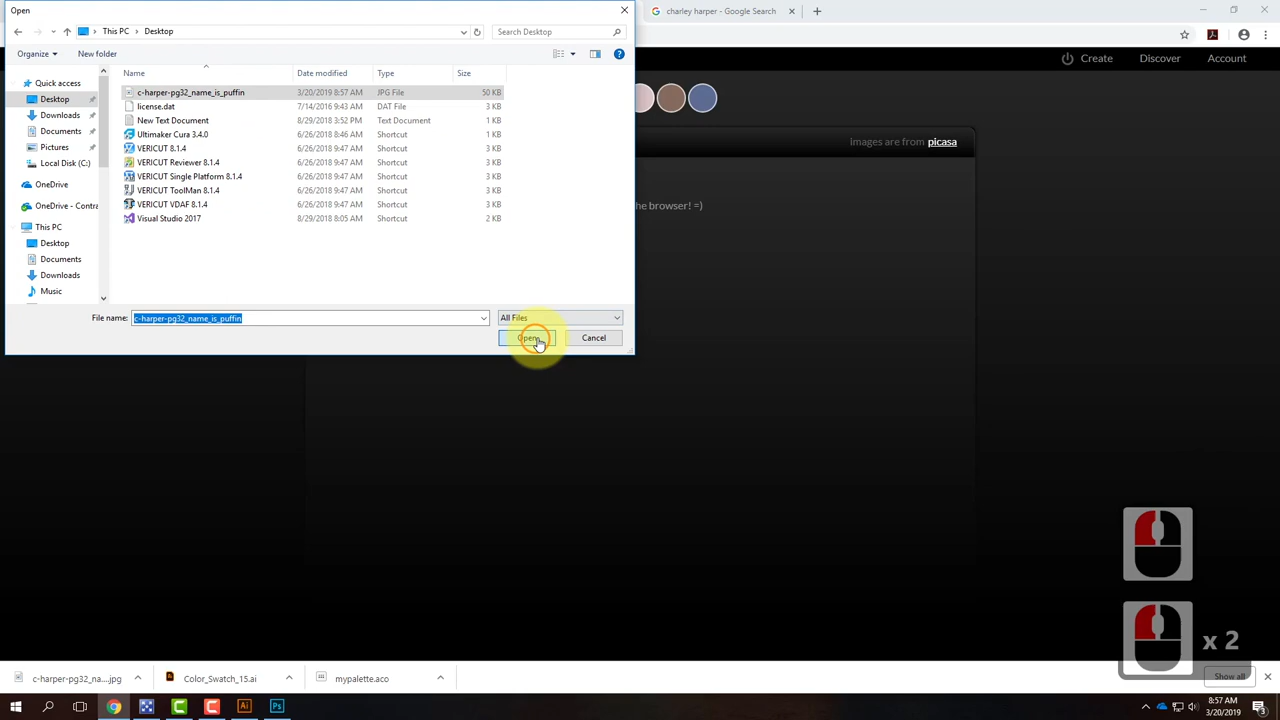 Open
charley harper - Google Search
This PC > Desktop
Search Desktop
Organize
New folder
Create
Discover
Account
Name
Date modified
Type
Size
Quick access
Desktop
Downloads
Documents
Pictures
Local Disk (C:)
OneDrive
OneDrive - Contra
This PC
Desktop
Documents
Downloads
Music
c-harper-pg32_name_is_puffin 3/20/2019 8:57 AM JPG File 50 KB
license.dat 7/14/2016 9:43 AM DAT File 3 KB
New Text Document 8/29/2018 3:52 PM Text Document 1 KB
Ultimaker Cura 3.4.0 6/26/2018 8:46 AM Shortcut 1 KB
VERICUT 8.1.4 6/26/2018 9:47 AM Shortcut 3 KB
VERICUT Reviewer 8.1.4 6/26/2018 9:47 AM Shortcut 3 KB
VERICUT Single Platform 8.1.4 6/26/2018 9:47 AM Shortcut 3 KB
VERICUT ToolMan 8.1.4 6/26/2018 9:47 AM Shortcut 3 KB
VERICUT VDAF 8.1.4 6/26/2018 9:47 AM Shortcut 3 KB
Visual Studio 2017 8/29/2018 8:05 AM Shortcut 2 KB
images are from picasa
he browser! =)
File name: c-harper-pg32_name_is_puffin
All Files
Open
Cancel
x 2
c-harper-pg32_na....jpg
Color_Swatch_15.ai
mypalette.aco
Show all
Ai
Ps
8:57 AM
3/20/2019
3